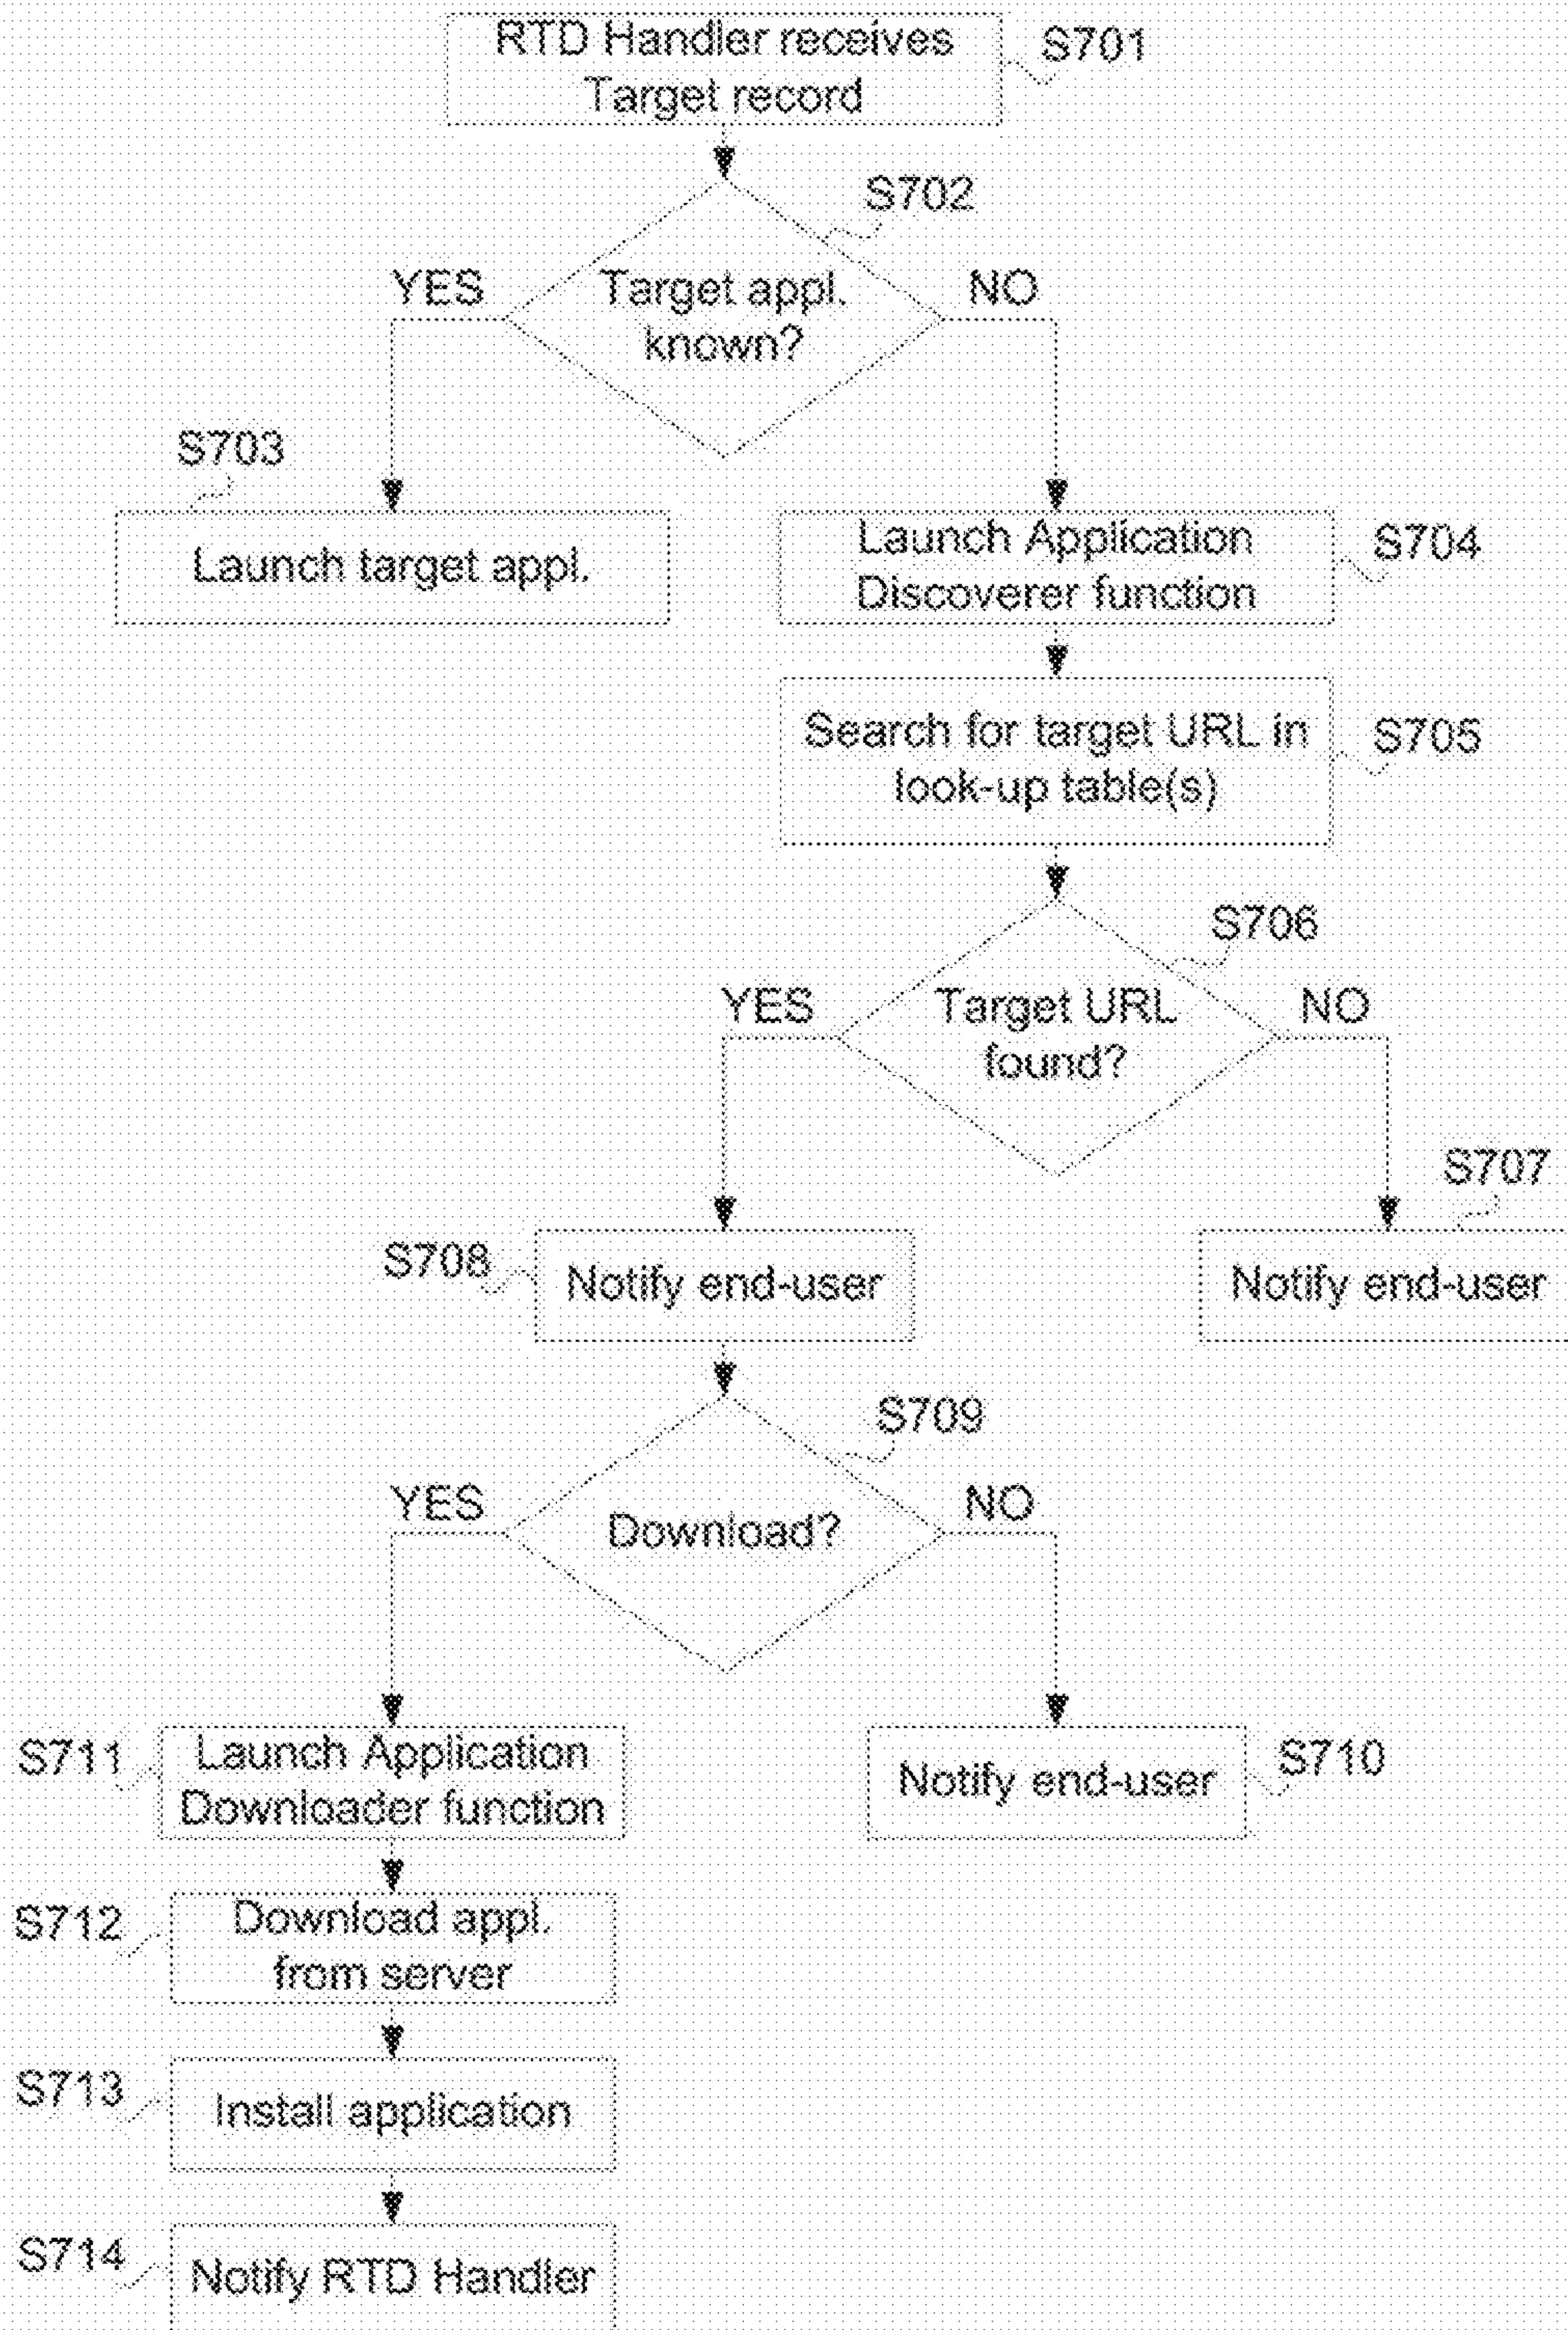 RTD Handler receives
Target record
S701
S702
YES
Target appl.
known?
NO
S703
Launch target appl.
Launch Application
Discoverer function
S704
Search for target URL in
look-up table(s)
S705
S706
YES
Target URL
found?
NO
S707
S708
Notify end-user
Notify end-user
S709
YES
Download?
NO
S711
Launch Application
Downloader function
Notify end-user
S710
S712
Download appl.
from server
S713
Install application
S714
Notify RTD Handler